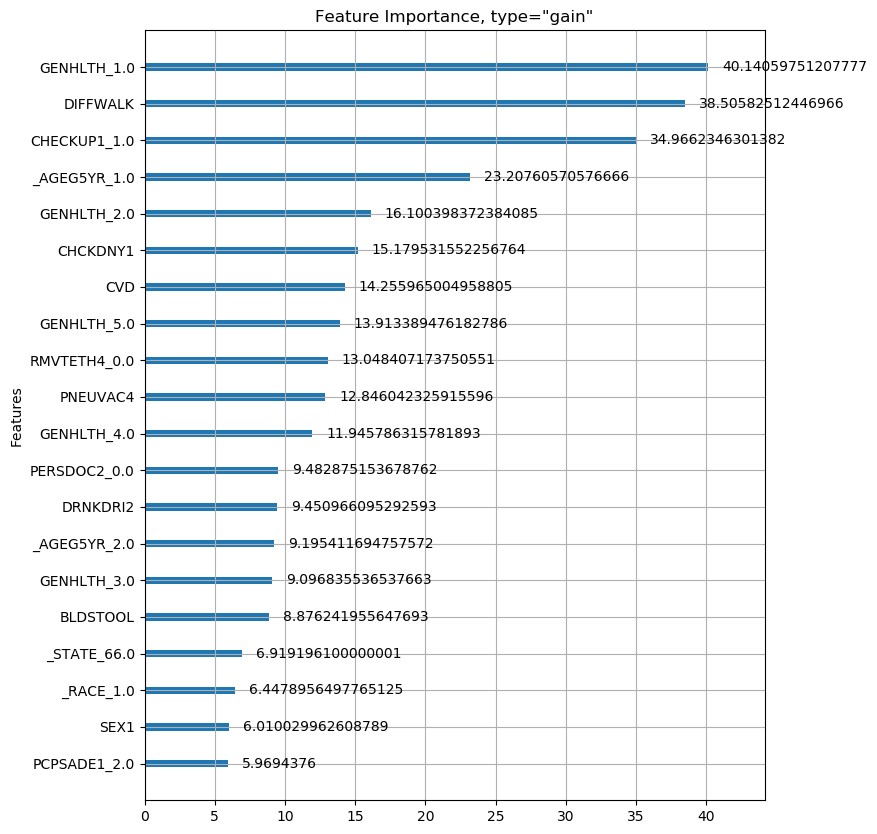 Feature Importance, type="gain"
GENHLTH_1.0 40.14059751207777
DIFFWALK 38.50582512446966
CHECKUP1_1.0 34.9662346301382
_AGEG5YR_1.0 23.20760570576666
GENHLTH_2.0 16.100398372384085
CHCKDNY1 15.179531552256764
CVD 14.255965004958805
GENHLTH_5.0 13.913389476182786
RMVTETH4_0.0 13.048407173750551
PNEUVAC4 12.846042325915596
GENHLTH_4.0 11.945786315781893
PERSDOC2_0.0 9.482875153678762
DRNKDRI2 9.450966095292593
_AGEG5YR_2.0 9.195411694757572
GENHLTH_3.0 9.096835536537663
BLDSTOOL 8.876241955647693
_STATE_66.0 6.919196100000001
_RACE_1.0 6.4478956497765125
SEX1 6.010029962608789
PCPSADE1_2.0 5.9694376
Features
0 5 10 15 20 25 30 35 40